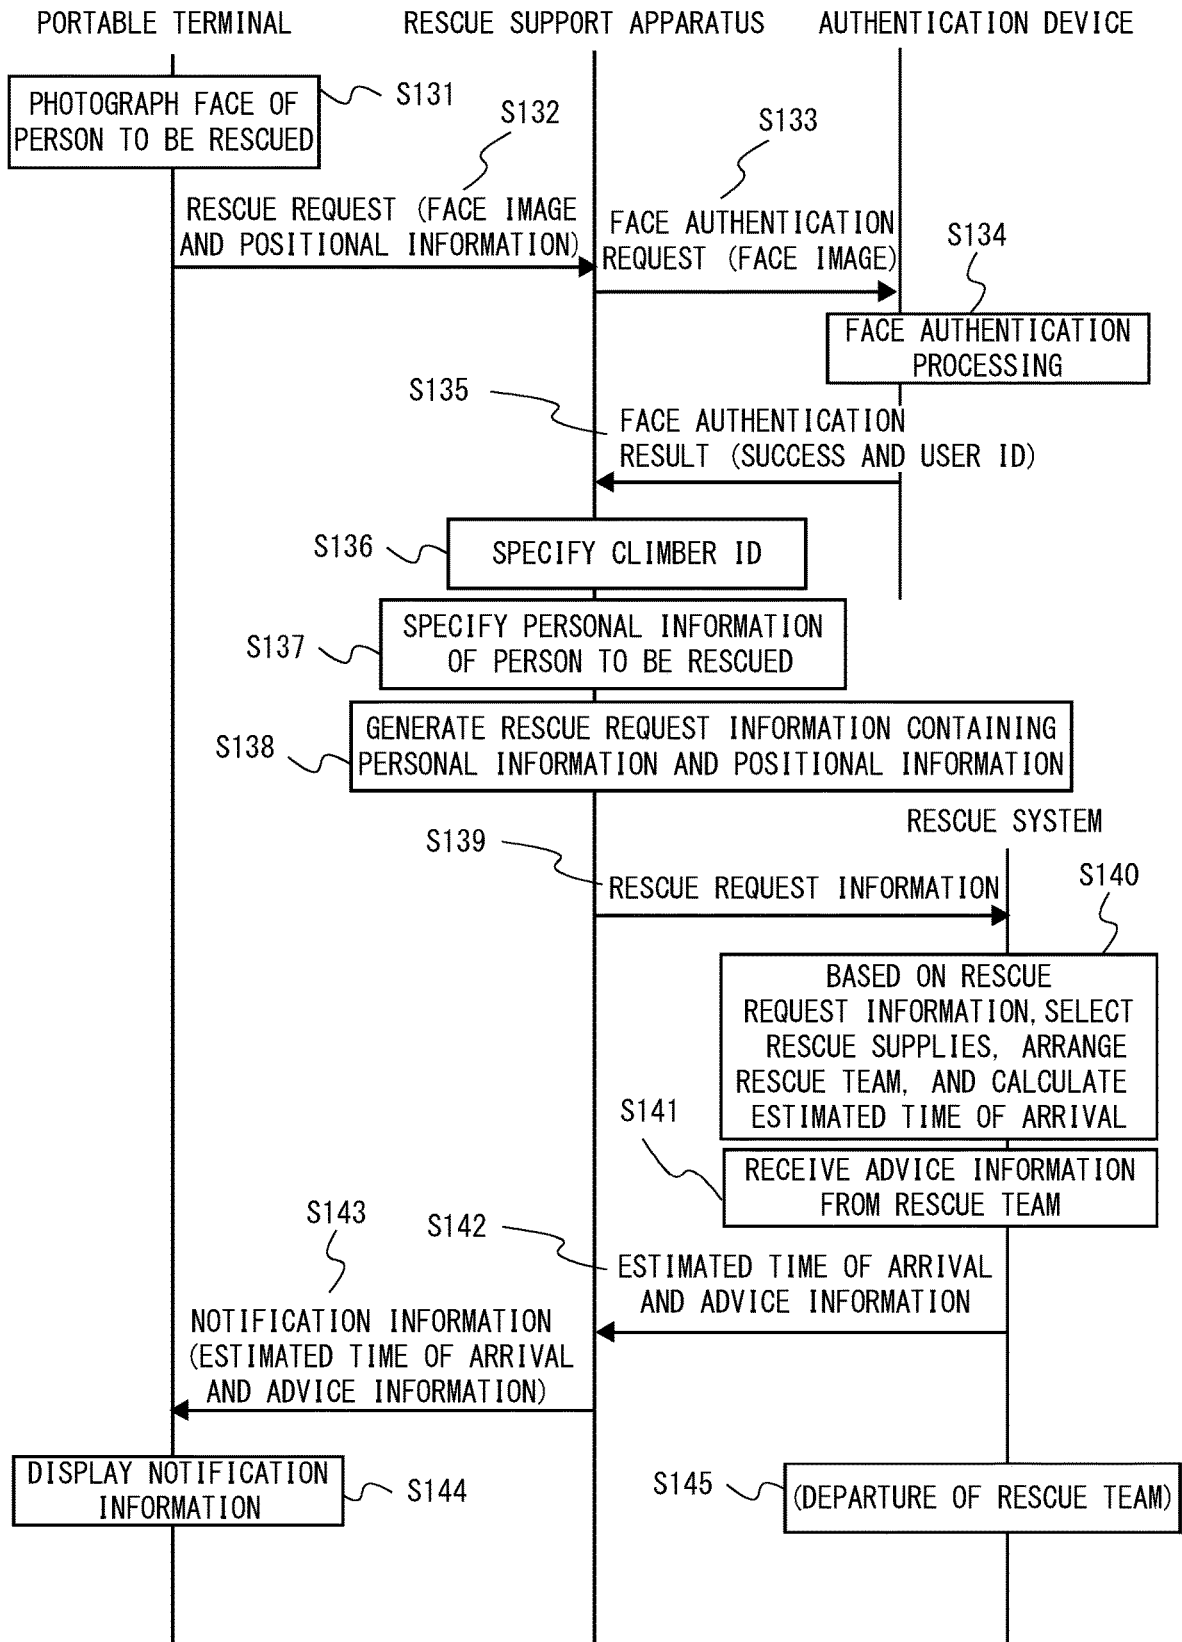 PORTABLE TERMINAL
RESCUE SUPPORT APPARATUS
AUTHENTICATION DEVICE
PHOTOGRAPH FACE OF
PERSON TO BE RESCUED
S131
S132
RESCUE REQUEST (FACE IMAGE
AND POSITIONAL INFORMATION)
S133
FACE AUTHENTICATION
REQUEST (FACE IMAGE)
S134
FACE AUTHENTICATION
PROCESSING
S135
FACE AUTHENTICATION
RESULT (SUCCESS AND USER ID)
S136
SPECIFY CLIMBER ID
S137
SPECIFY PERSONAL INFORMATION
OF PERSON TO BE RESCUED
S138
GENERATE RESCUE REQUEST INFORMATION CONTAINING
PERSONAL INFORMATION AND POSITIONAL INFORMATION
RESCUE SYSTEM
S139
RESCUE REQUEST INFORMATION
S140
BASED ON RESCUE
REQUEST INFORMATION, SELECT
RESCUE SUPPLIES, ARRANGE
RESCUE TEAM, AND CALCULATE
ESTIMATED TIME OF ARRIVAL
S141
RECEIVE ADVICE INFORMATION
FROM RESCUE TEAM
S142
ESTIMATED TIME OF ARRIVAL
AND ADVICE INFORMATION
S143
NOTIFICATION INFORMATION
(ESTIMATED TIME OF ARRIVAL
AND ADVICE INFORMATION)
DISPLAY NOTIFICATION
INFORMATION
S144
S145
(DEPARTURE OF RESCUE TEAM)